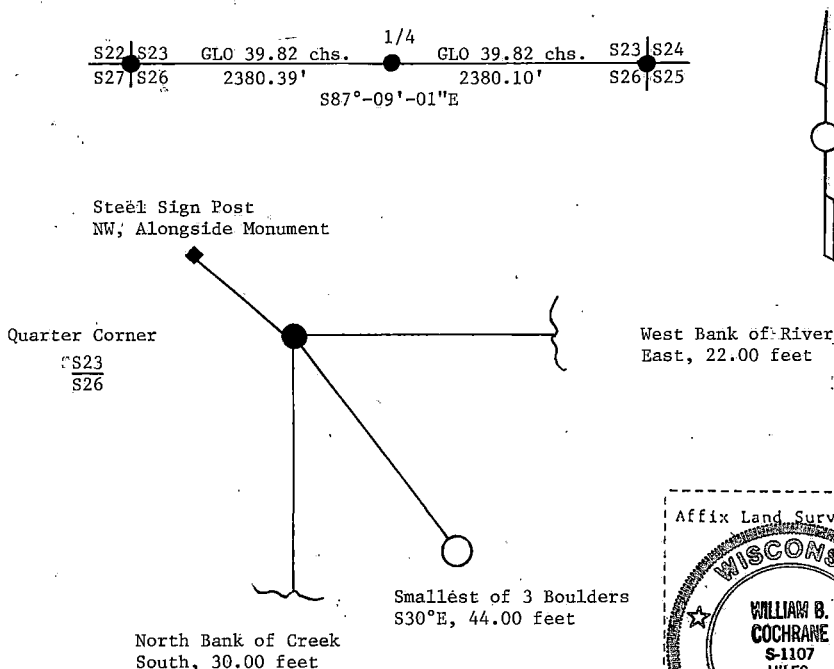 1/4
S22 S23 GLO 39.82 chs. GLO 39.82 chs. S23 S24
S27 S26 2380.39' 2380.10' S26 S25
S87°-09'-01"E
Steel Sign Post
NW, Alongside Monument
Quarter Corner
S23
S26
West Bank of River
East, 22.00 feet
Smallest of 3 Boulders
S30°E, 44.00 feet
North Bank of Creek
South, 30.00 feet
Affix Land Surv
WISCONS
WILLIAM B.
COCHRANE
S-1107